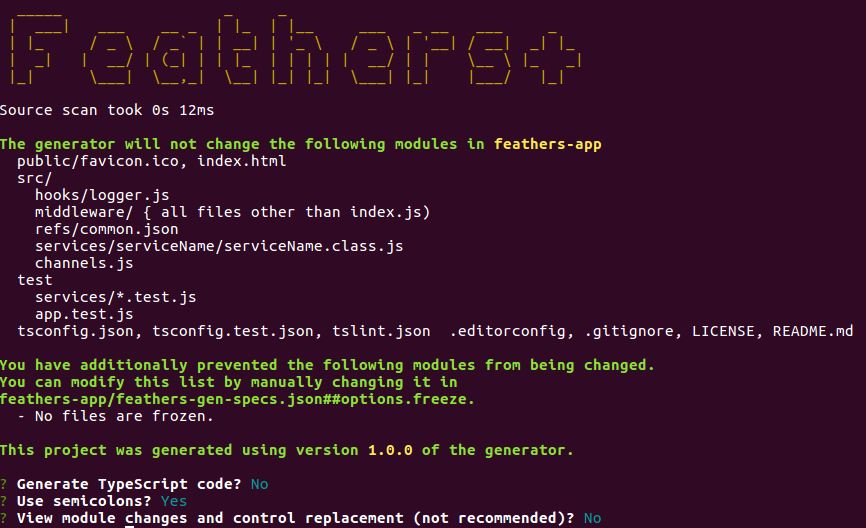 Feathers+
Source scan took 0s 12ms
The generator will not change the following modules in feathers-app
public/favicon.ico, index.html
src/
hooks/logger.js
middleware/ { all files other than index.js)
refs/common.json
services/serviceName/serviceName.class.js
channels.js
test
services/*.test.js
app.test.js
tsconfig.json, tsconfig.test.json, tslint.json  .editorconfig, .gitignore, LICENSE, README.md
You have additionally prevented the following modules from being changed.
You can modify this list by manually changing it in
feathers-app/feathers-gen-specs.json##options.freeze.
- No files are frozen.
This project was generated using version 1.0.0 of the generator.
? Generate TypeScript code? No
? Use semicolons? Yes
? View module changes and control replacement (not recommended)? No